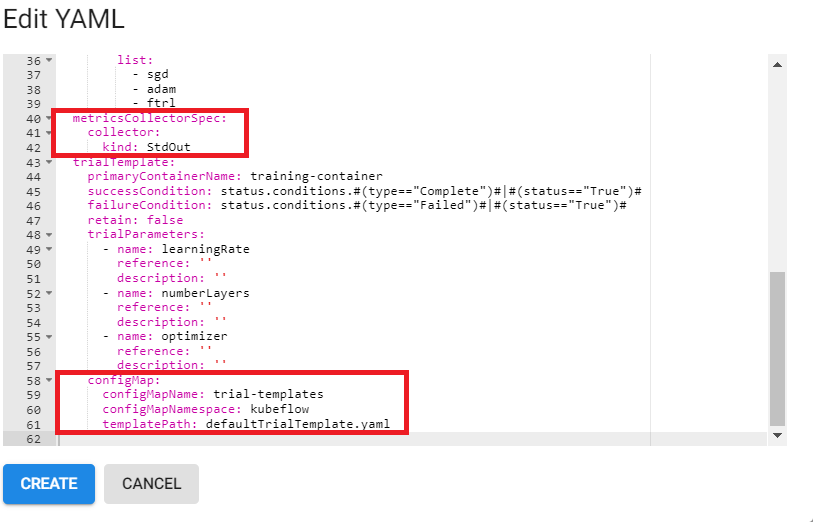 Edit YAML
36 list:
37 - sgd
38 - adam
39 - ftrl
40 metricsCollectorSpec:
41 collector:
42 kind: StdOut
43 trialTemplate:
44 primaryContainerName: training-container
45 successCondition: status.conditions.#(type=="Complete")#|#(status=="True")#
46 failureCondition: status.conditions.#(type=="Failed")#|#(status=="True")#
47 retain: false
48 trialParameters:
49 - name: learningRate
50 reference: ''
51 description: ''
52 - name: numberLayers
53 reference: ''
54 description: ''
55 - name: optimizer
56 reference: ''
57 description: ''
58 configMap:
59 configMapName: trial-templates
60 configMapNamespace: kubeflow
61 templatePath: defaultTrialTemplate.yaml
62
CREATE CANCEL